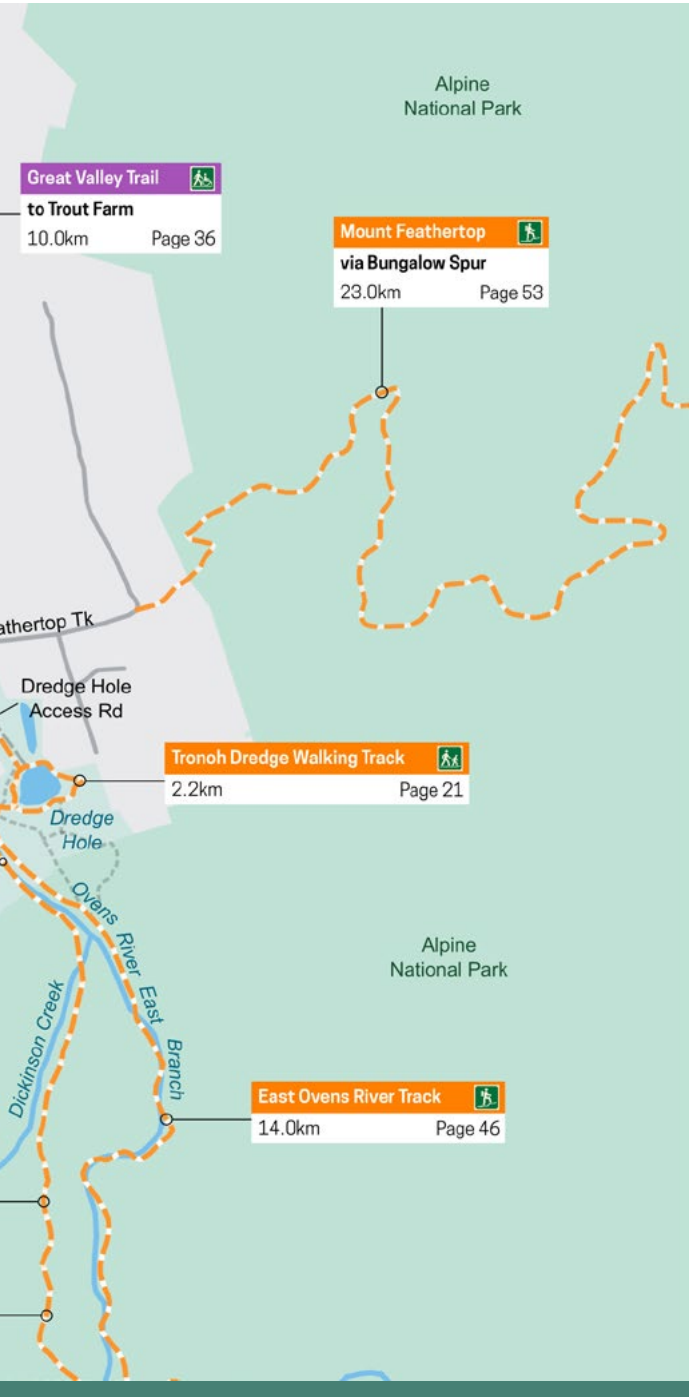 Alpine
National Park
Great Valley Trail
to Trout Farm
10.0km Page 36
Mount Feathertop
via Bungalow Spur
23.0km Page 53
athertop Tk
Dredge Hole
Access Rd
Tronoh Dredge Walking Track
2.2km Page 21
Dredge
Hole
Ovens River East Branch
Alpine
National Park
Dickinson Creek
East Ovens River Track
14.0km Page 46